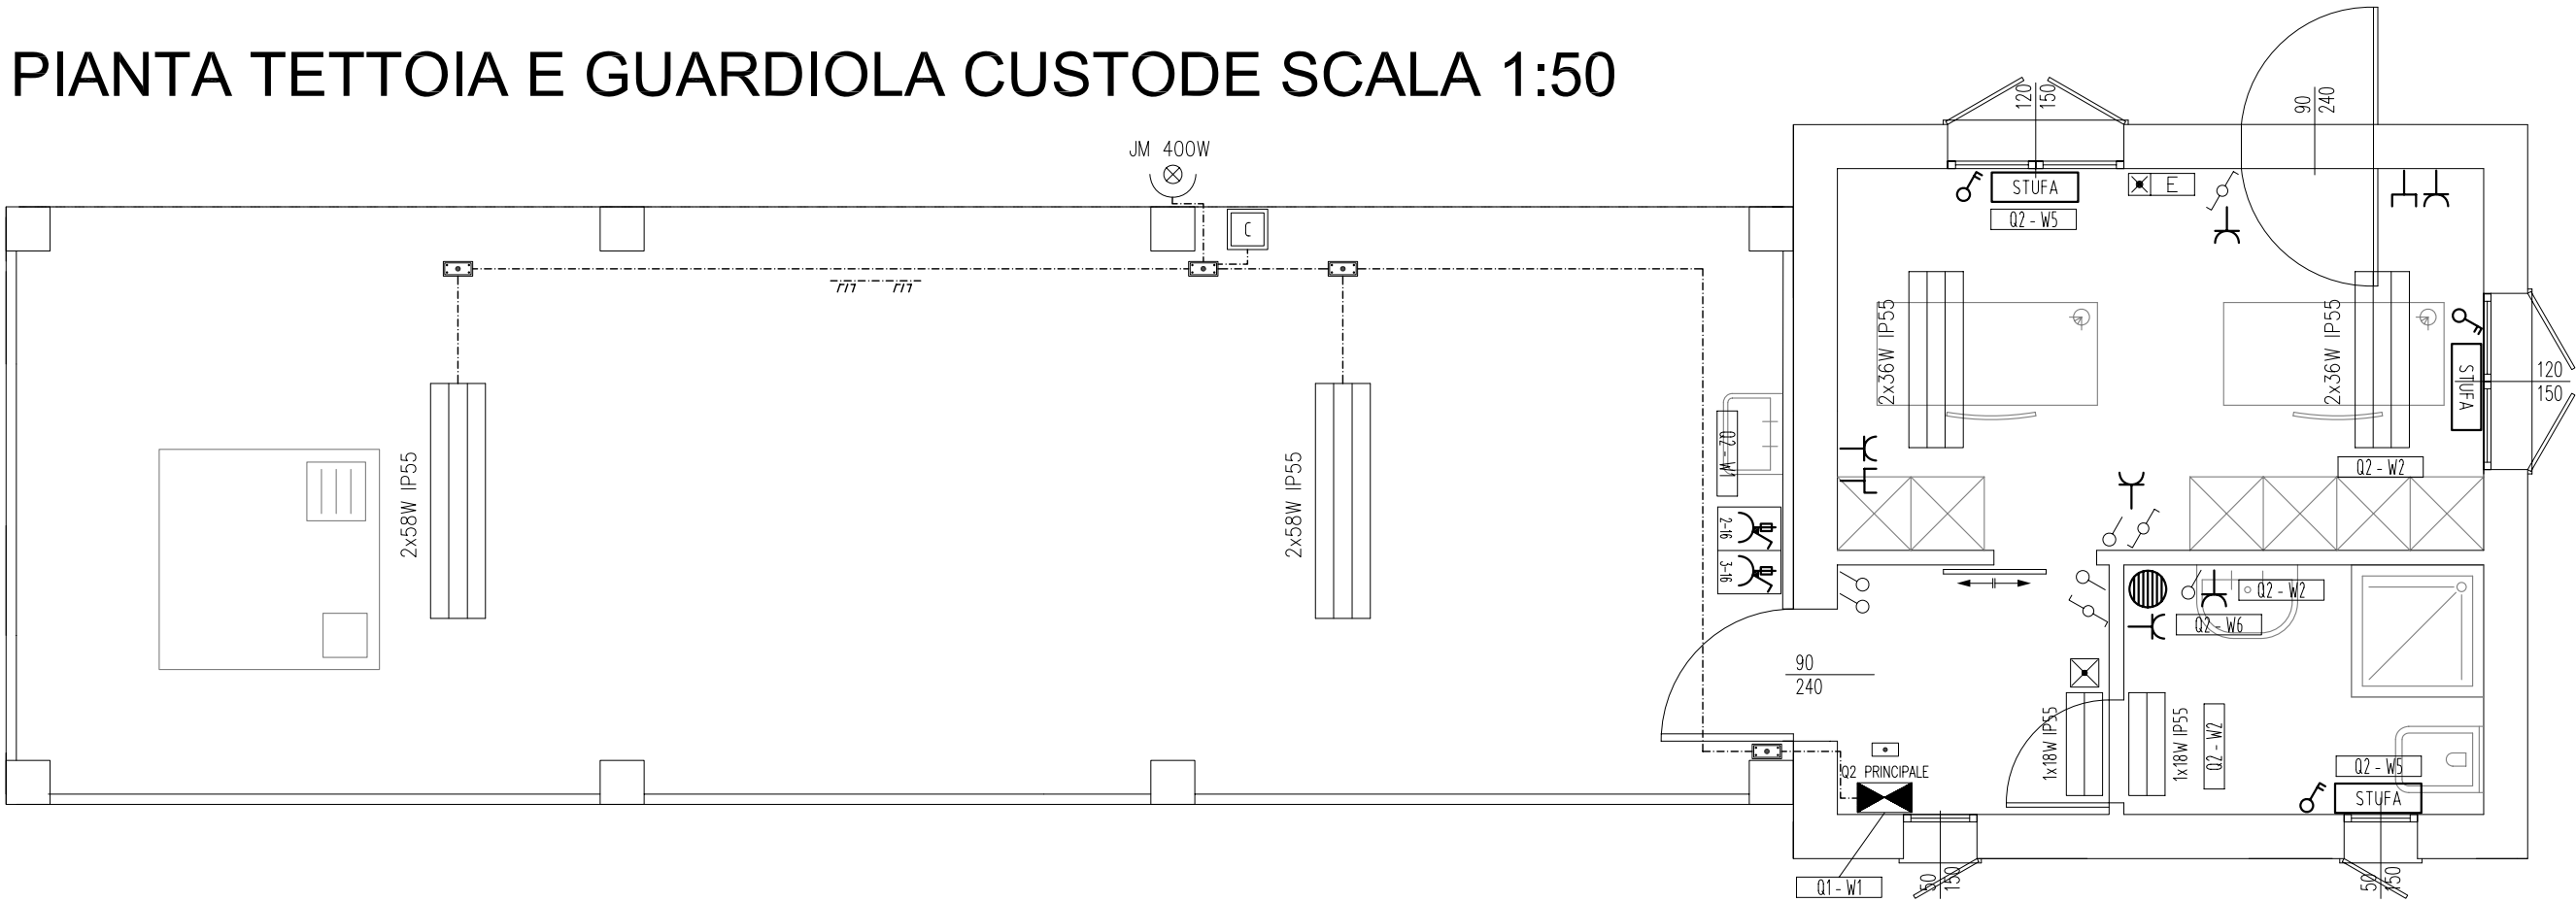 PIANTA TETTOIA E GUARDIOLA CUSTODE SCALA 1:50
JM 400W
C
2x58W IP55
2x58W IP55
Q2 - W1
2-16
3-16
120
150
90
240
STUFA
Q2 - W5
E
2x36W IP55
2x36W IP55
STUFA
120
150
Q2 - W2
Q2 - W2
Q2 - W6
90
240
1x18W IP55
1x18W IP55
Q2 - W2
Q2 PRINCIPALE
Q2 - W5
STUFA
Q1 - W1
50
150
50
150